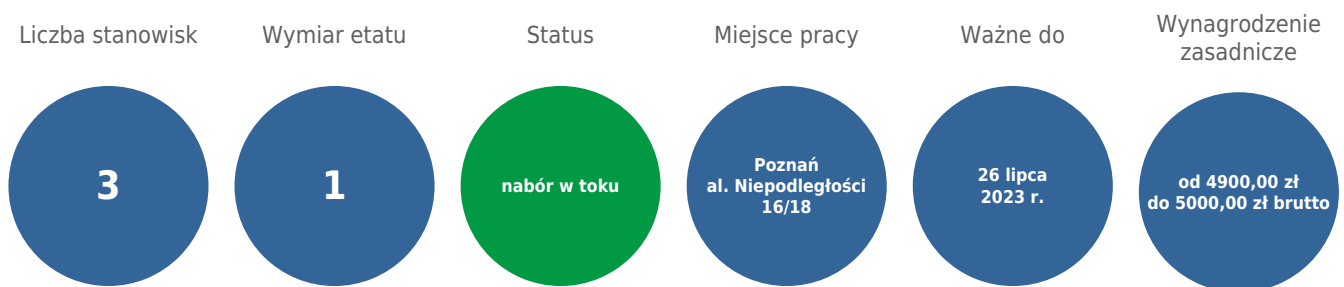 Liczba stanowisk
3
Wymiar etatu
1
Status
nabór w toku
Miejsce pracy
Poznań
al. Niepodległości
16/18
Ważne do
26 lipca
2023 r.
Wynagrodzenie
zasadnicze
od 4900,00 zł
do 5000,00 zł brutto